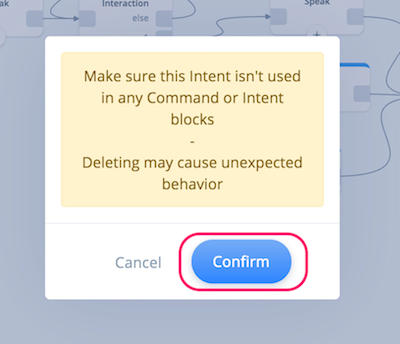 ak
Interaction
Speak
else
Make sure this Intent isn't used
in any Command or Intent
blocks
-
Deleting may cause unexpected
behavior
Cancel
Confirm